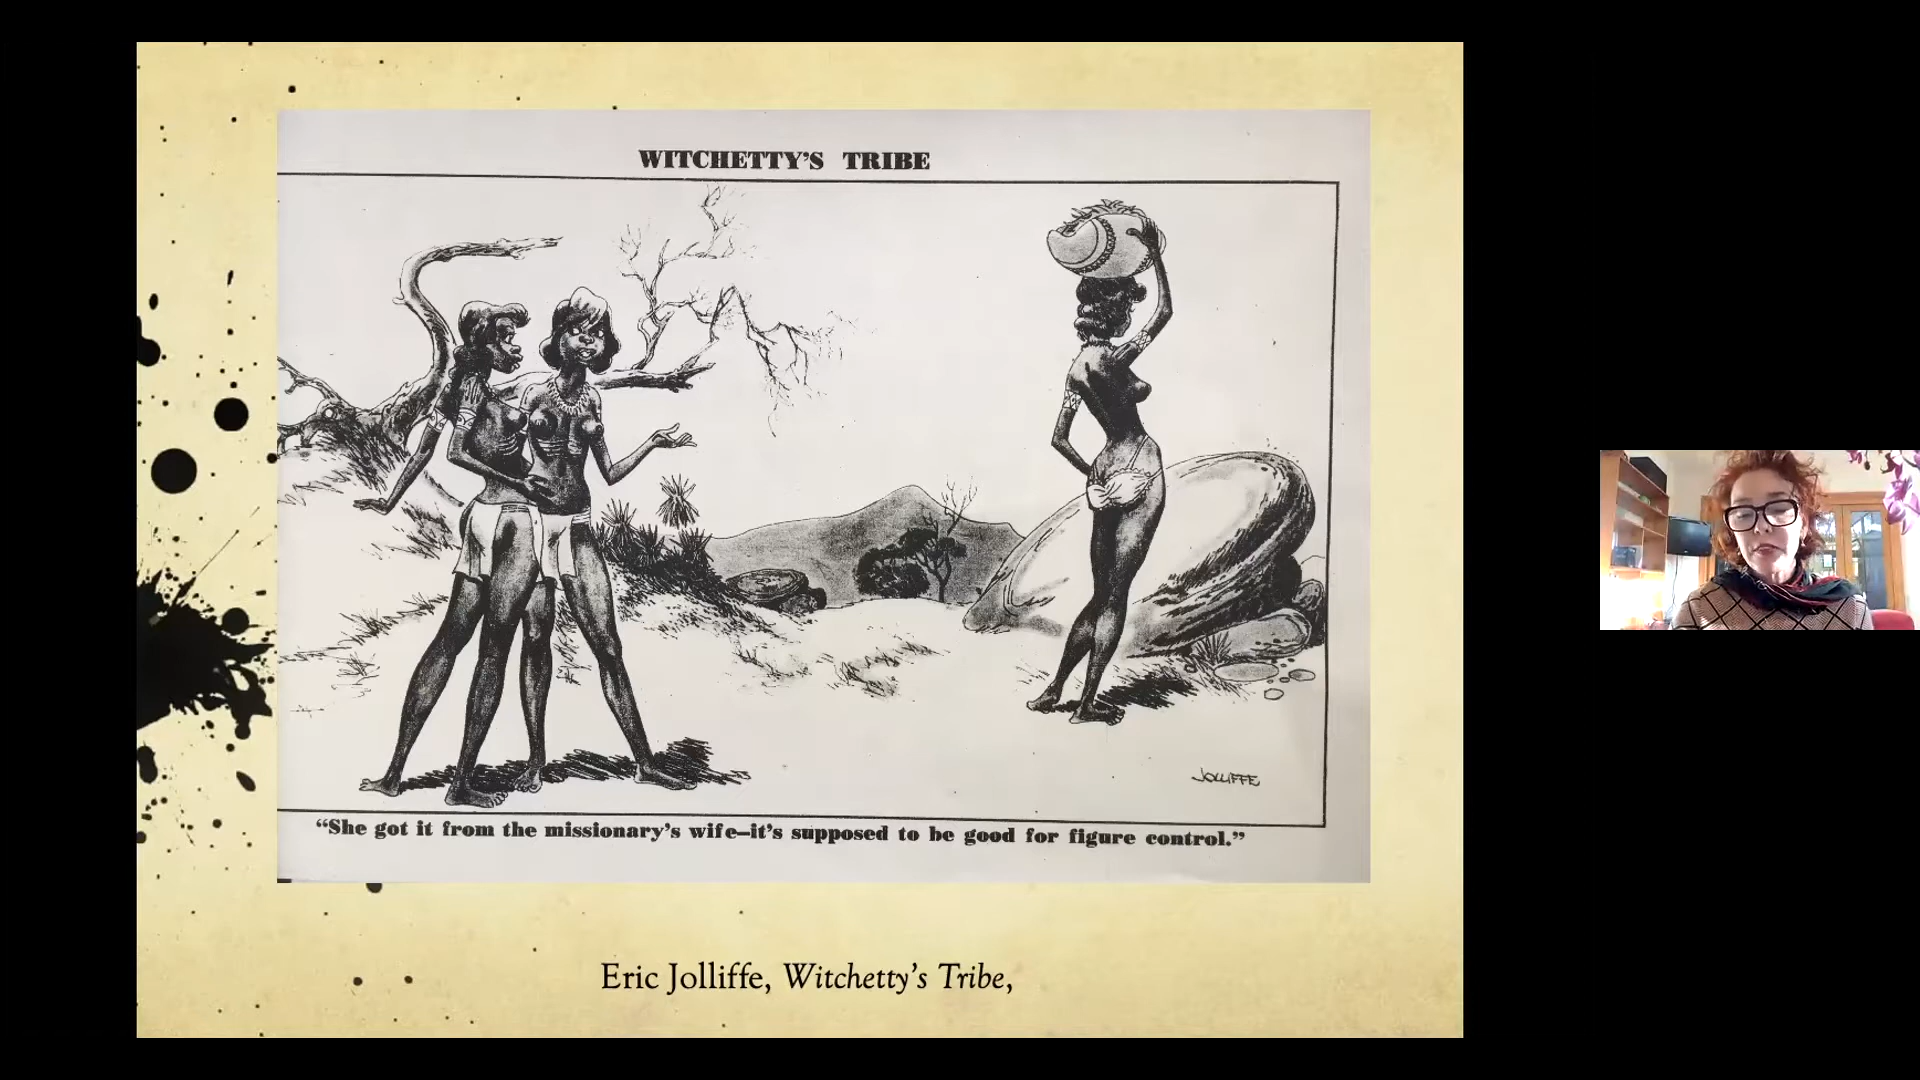 WITCHETTY'S TRIBE
JOLLIFFE
“She got it from the missionary's wife—it's supposed to be good for figure control.”
Eric Jolliffe, Witchetty's Tribe,